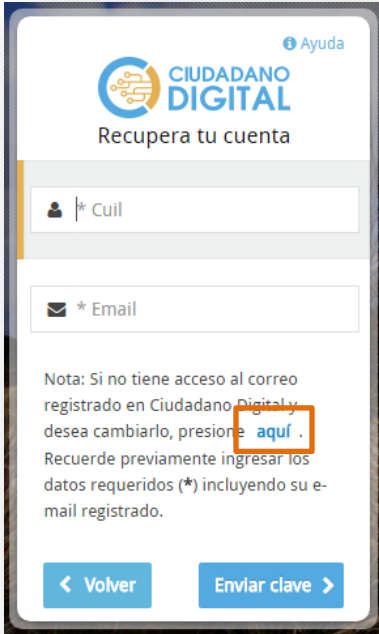 Ayuda
CIUDADANO
DIGITAL
Recupera tu cuenta
* Cuil
* Email
Nota: Si no tiene acceso al correo
registrado en Ciudadano Digital y
desea cambiarlo, presione aquí .
Recuerde previamente ingresar los
datos requeridos (*) incluyendo su e-
mail registrado.
Volver
Enviar clave